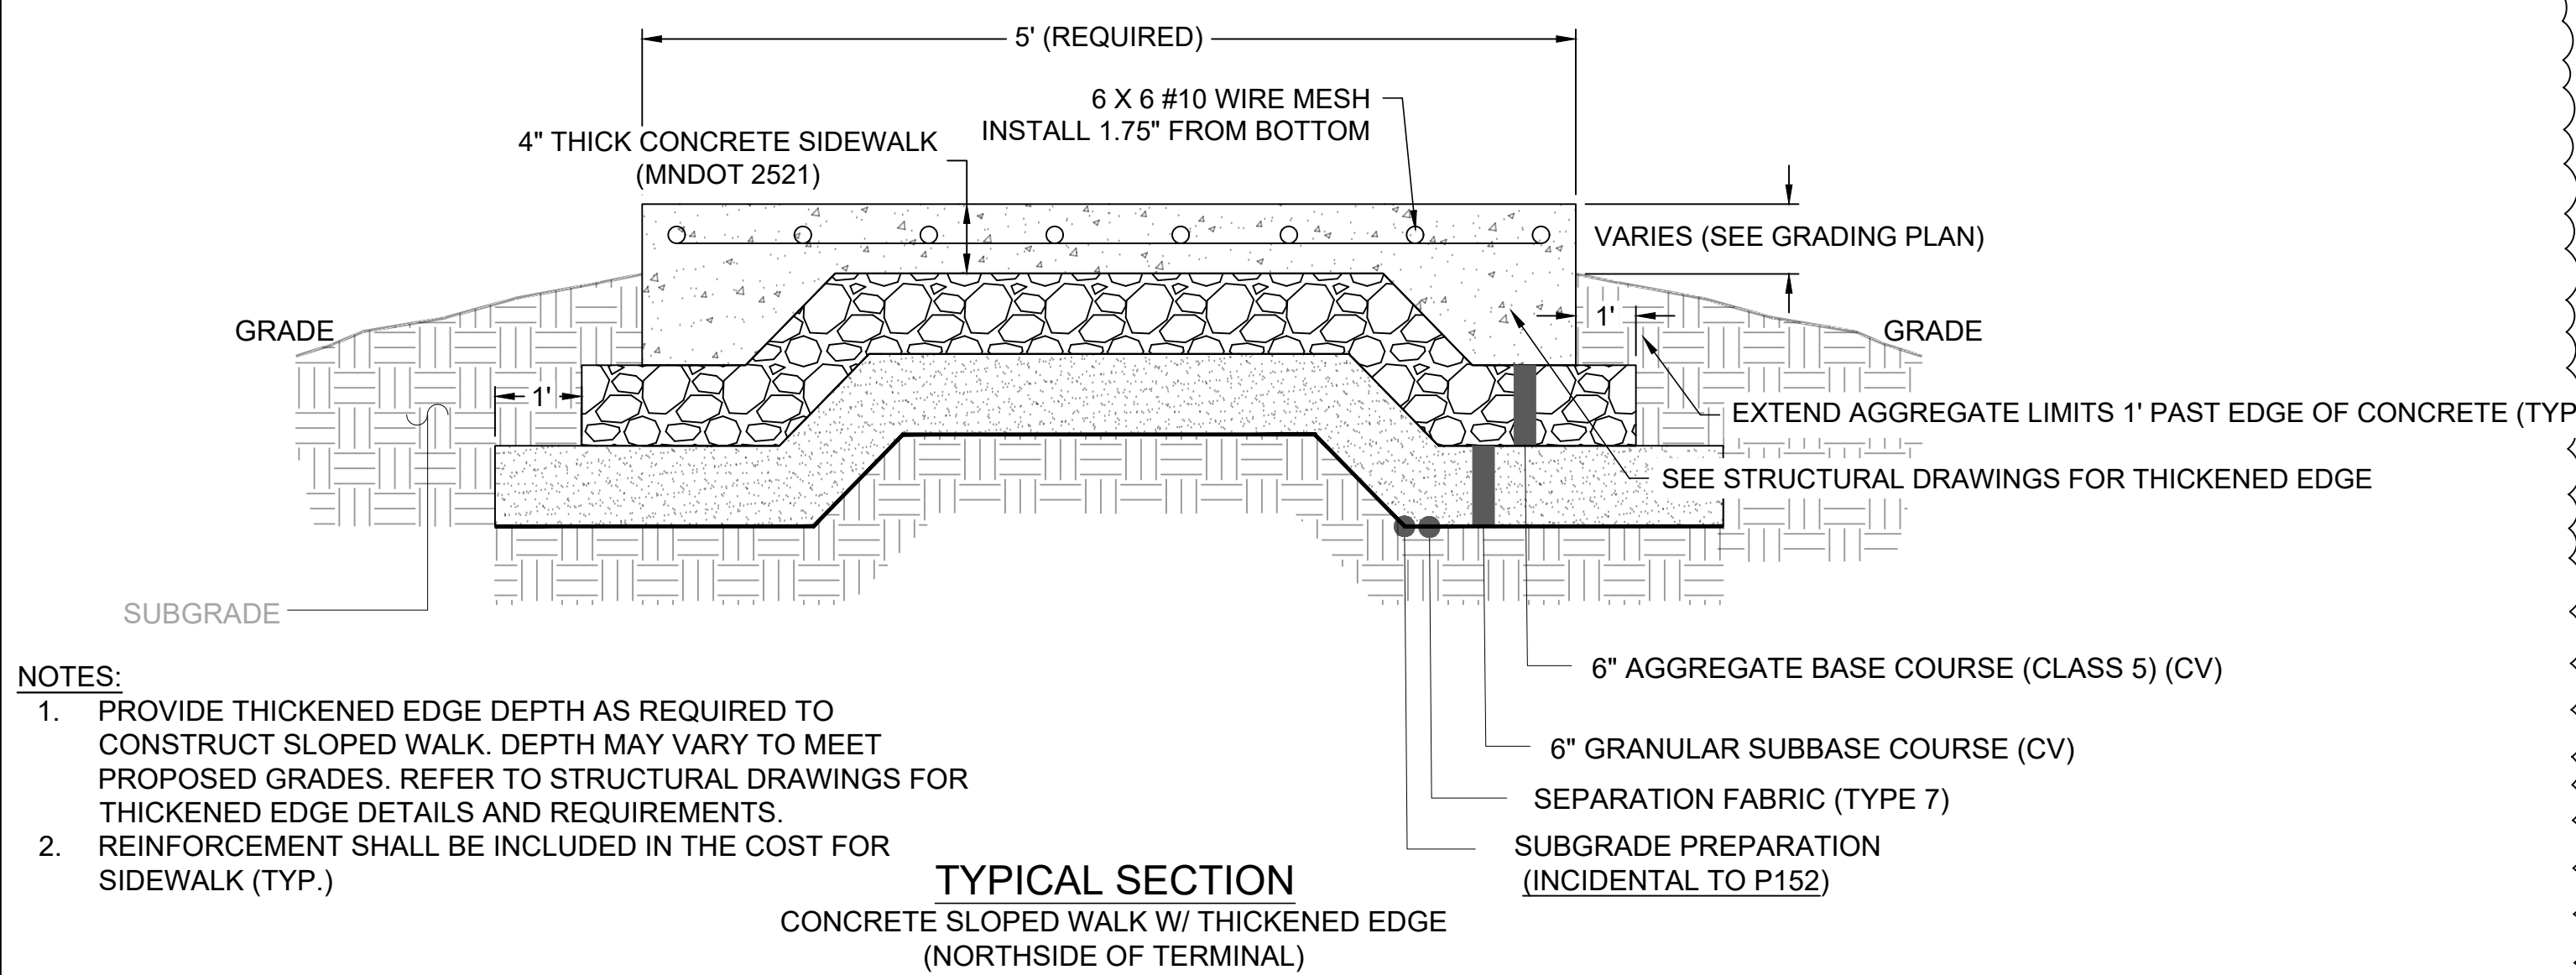 5' (REQUIRED)
6 X 6 #10 WIRE MESH
INSTALL 1.75" FROM BOTTOM
4" THICK CONCRETE SIDEWALK
(MNDOT 2521)
VARIES (SEE GRADING PLAN)
GRADE
1'
GRADE
1'
EXTEND AGGREGATE LIMITS 1' PAST EDGE OF CONCRETE (TYP
SEE STRUCTURAL DRAWINGS FOR THICKENED EDGE
SUBGRADE
6" AGGREGATE BASE COURSE (CLASS 5) (CV)
6" GRANULAR SUBBASE COURSE (CV)
SEPARATION FABRIC (TYPE 7)
SUBGRADE PREPARATION
(INCIDENTAL TO P152)
NOTES:
1. PROVIDE THICKENED EDGE DEPTH AS REQUIRED TO
CONSTRUCT SLOPED WALK. DEPTH MAY VARY TO MEET
PROPOSED GRADES. REFER TO STRUCTURAL DRAWINGS FOR
THICKENED EDGE DETAILS AND REQUIREMENTS.
2. REINFORCEMENT SHALL BE INCLUDED IN THE COST FOR
SIDEWALK (TYP.)
TYPICAL SECTION
CONCRETE SLOPED WALK W/ THICKENED EDGE
(NORTHSIDE OF TERMINAL)